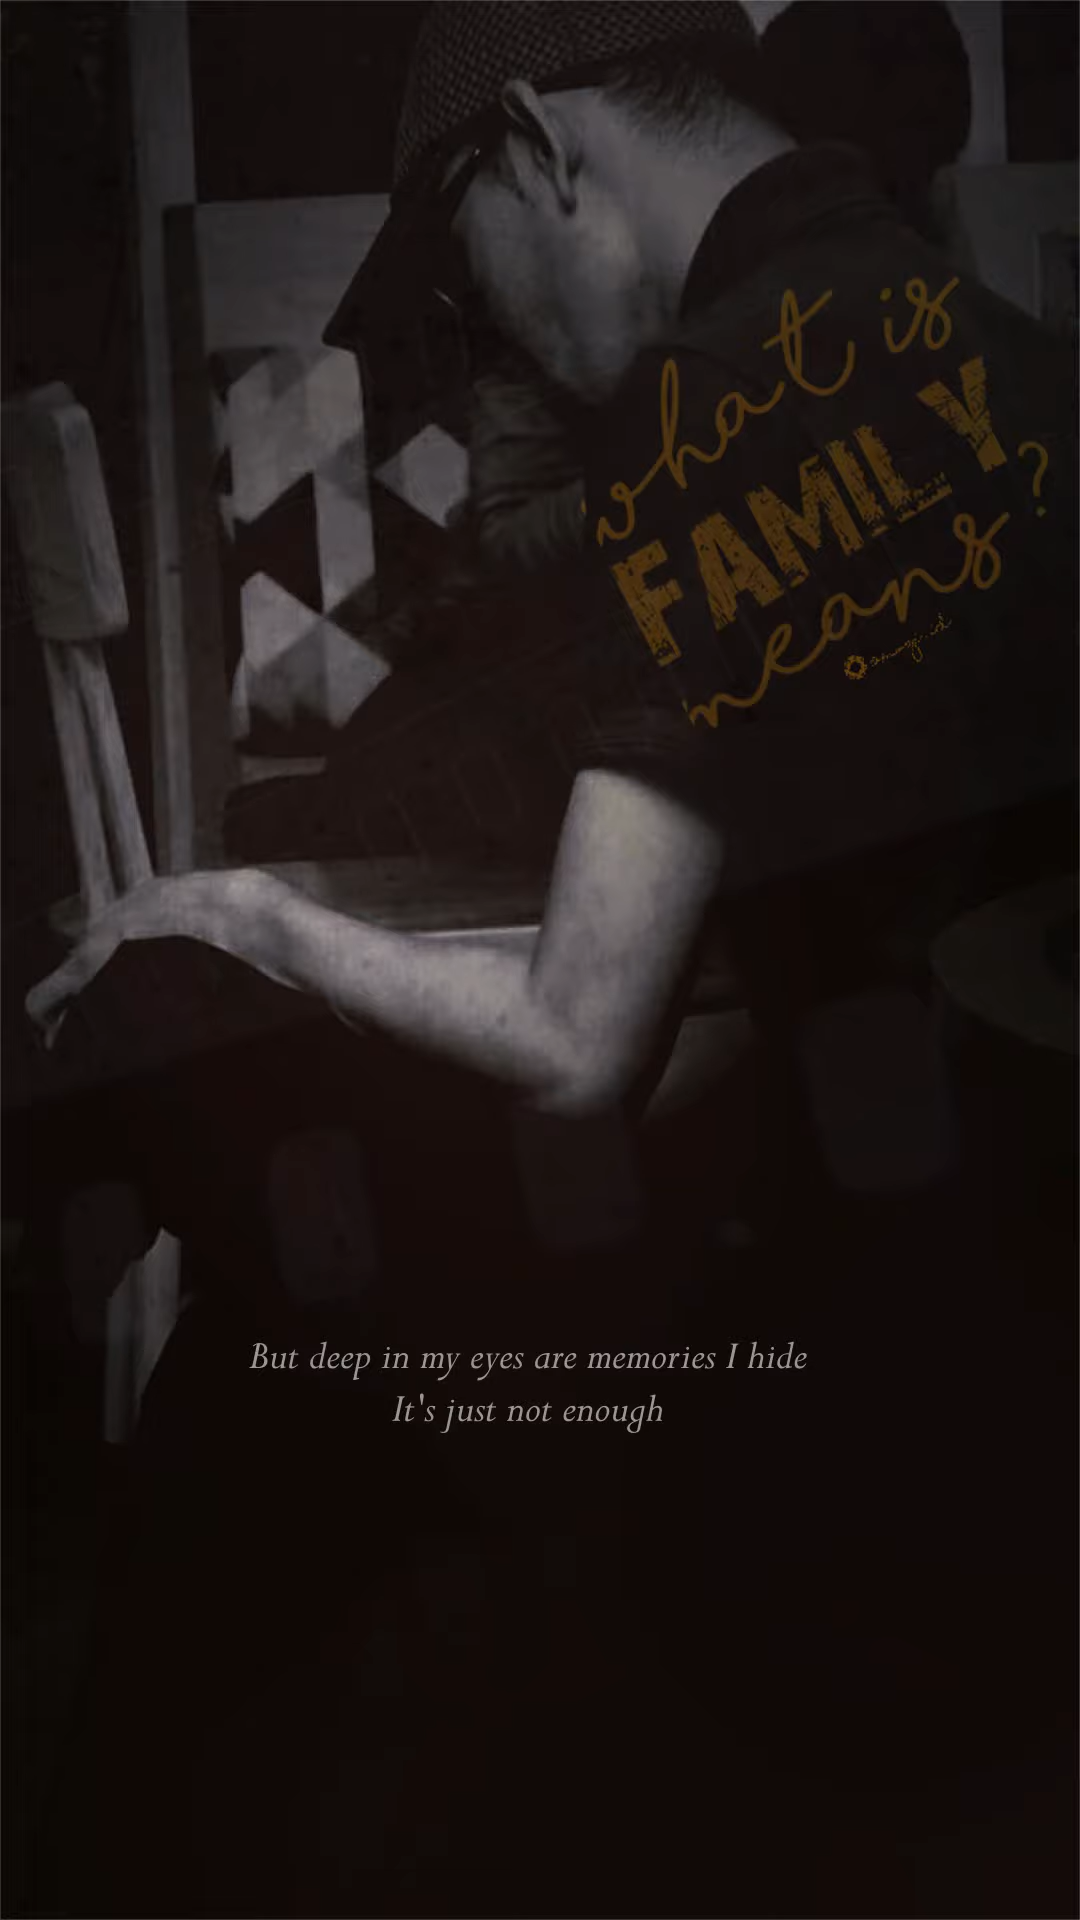 what is
FAMILY
means?
But deep in my eyes are memories I hide
It's just not enough